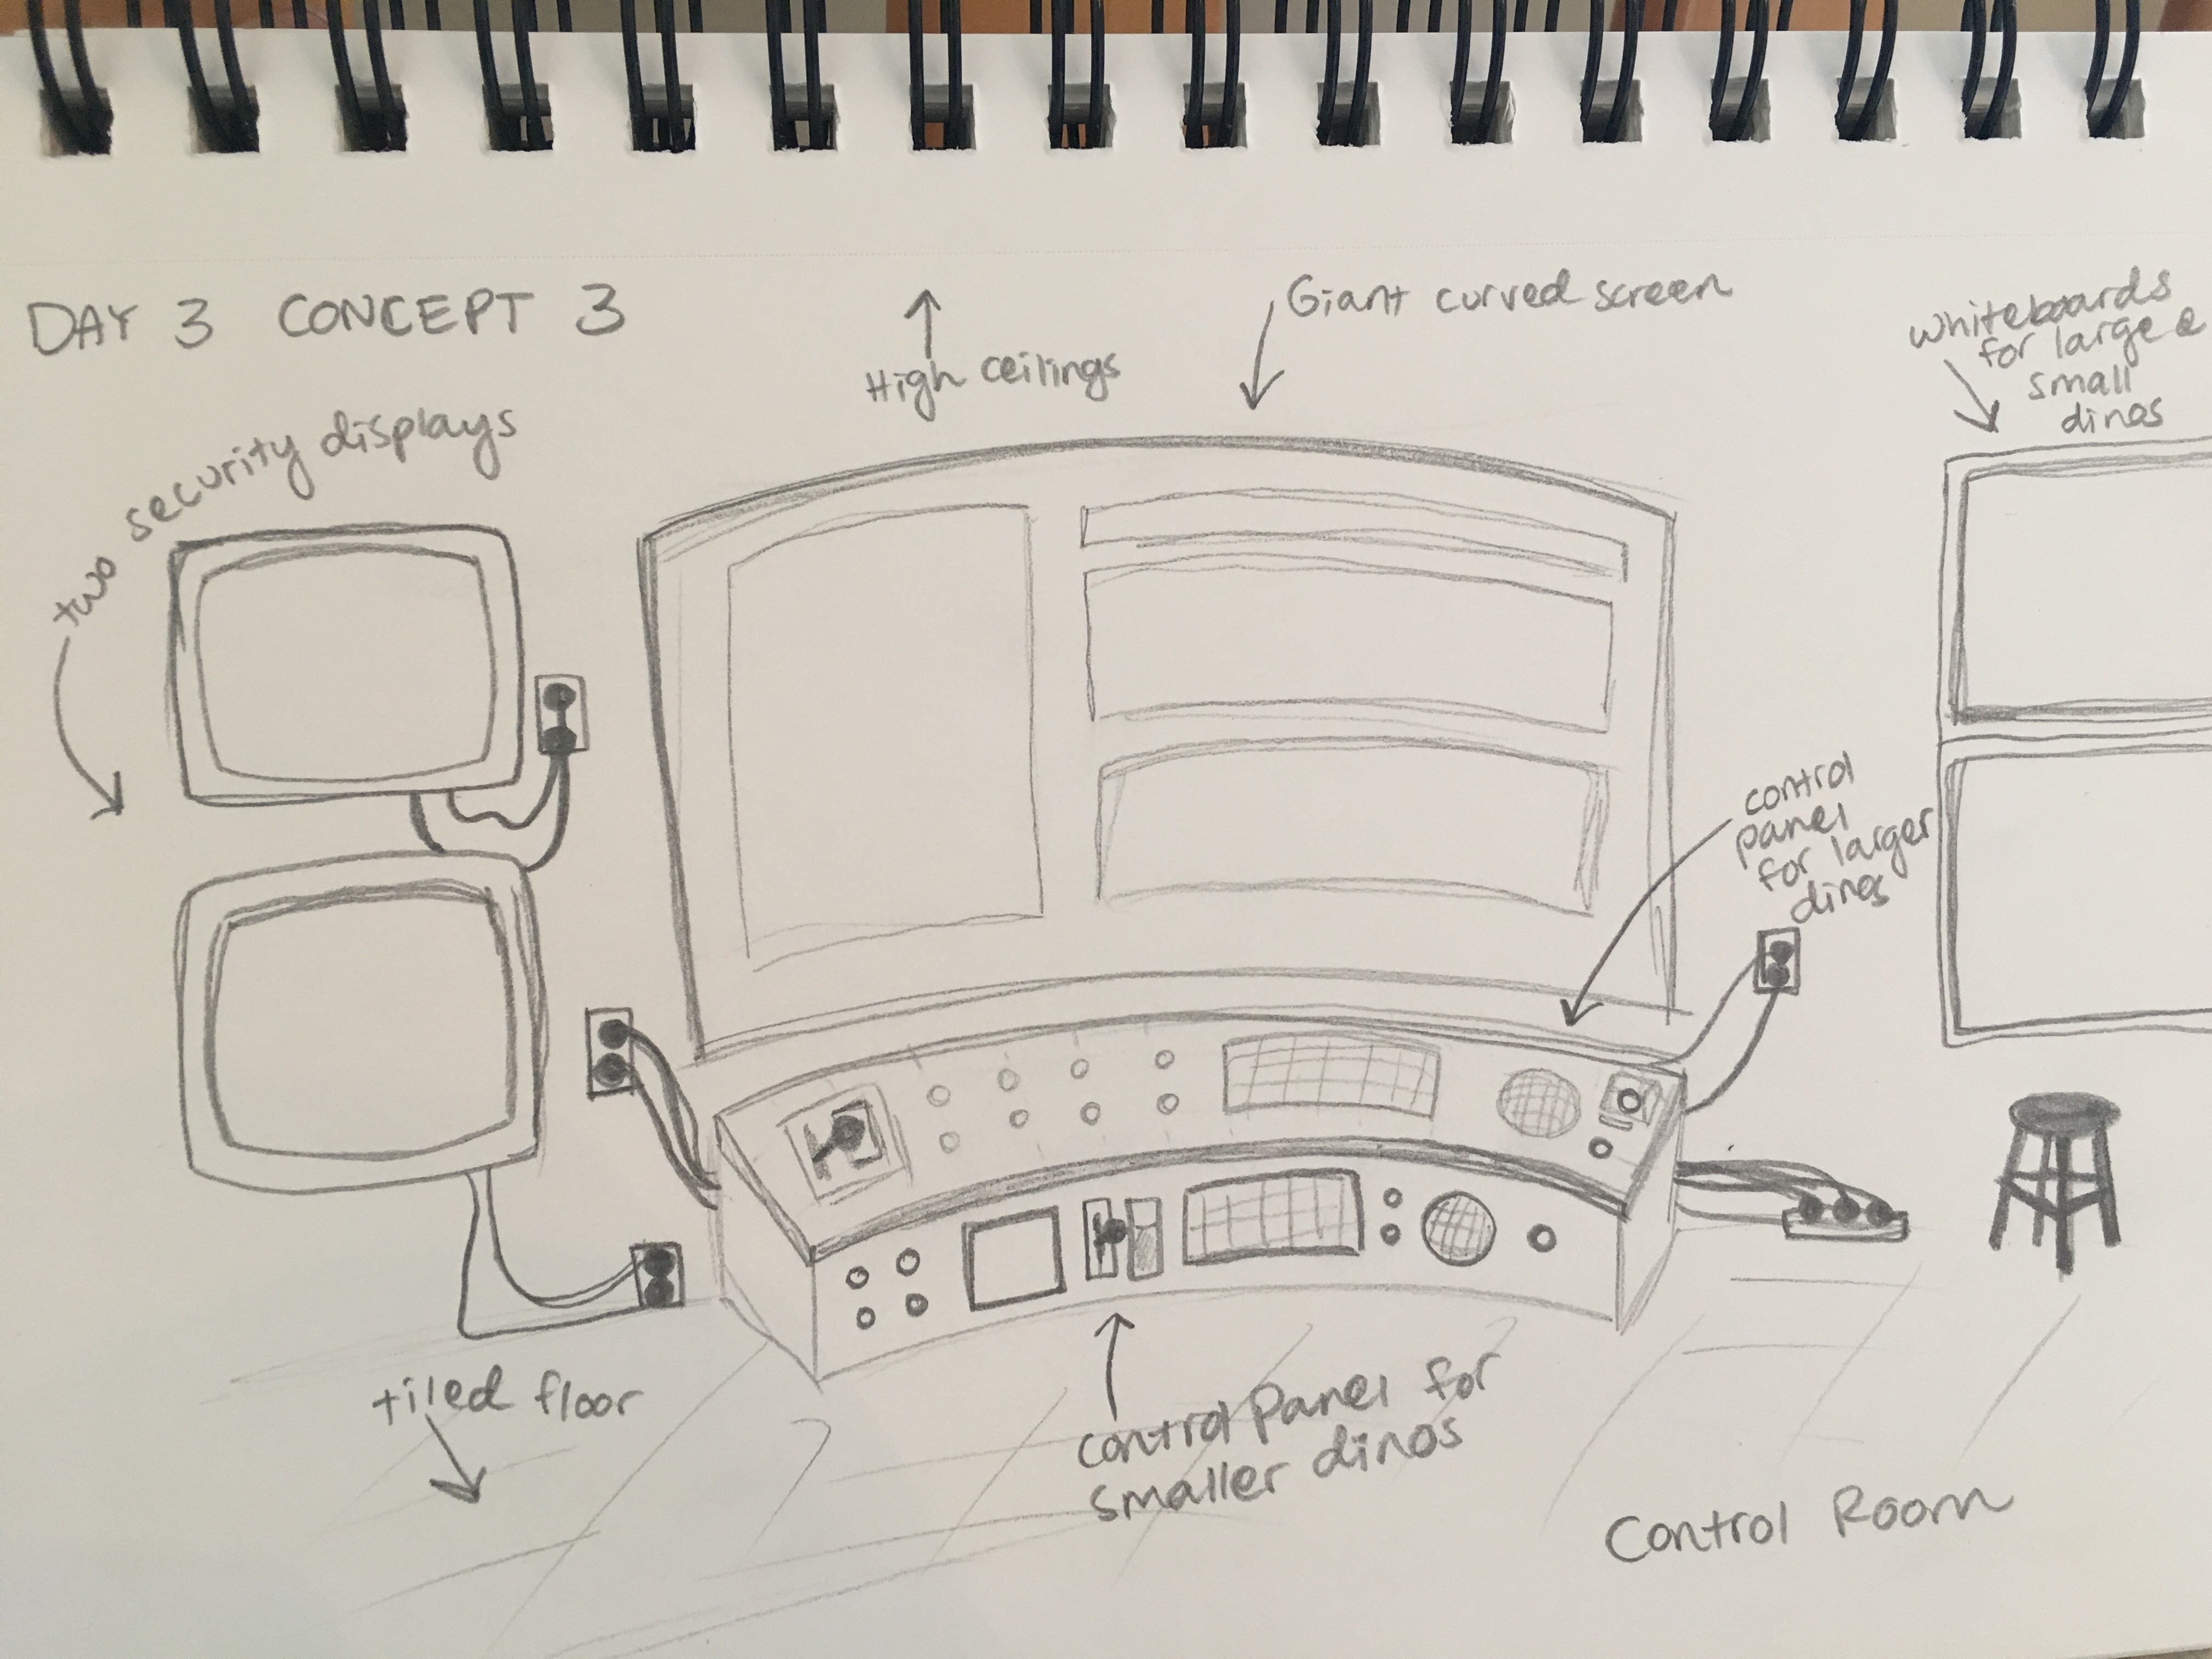 DAY 3 CONCEPT 3
High ceilings
Giant curved screen
whiteboards
for large &
small
dinos
two security displays
control
panel
for larger
dinos
tiled floor
control panel for
smaller dinos
Control Room